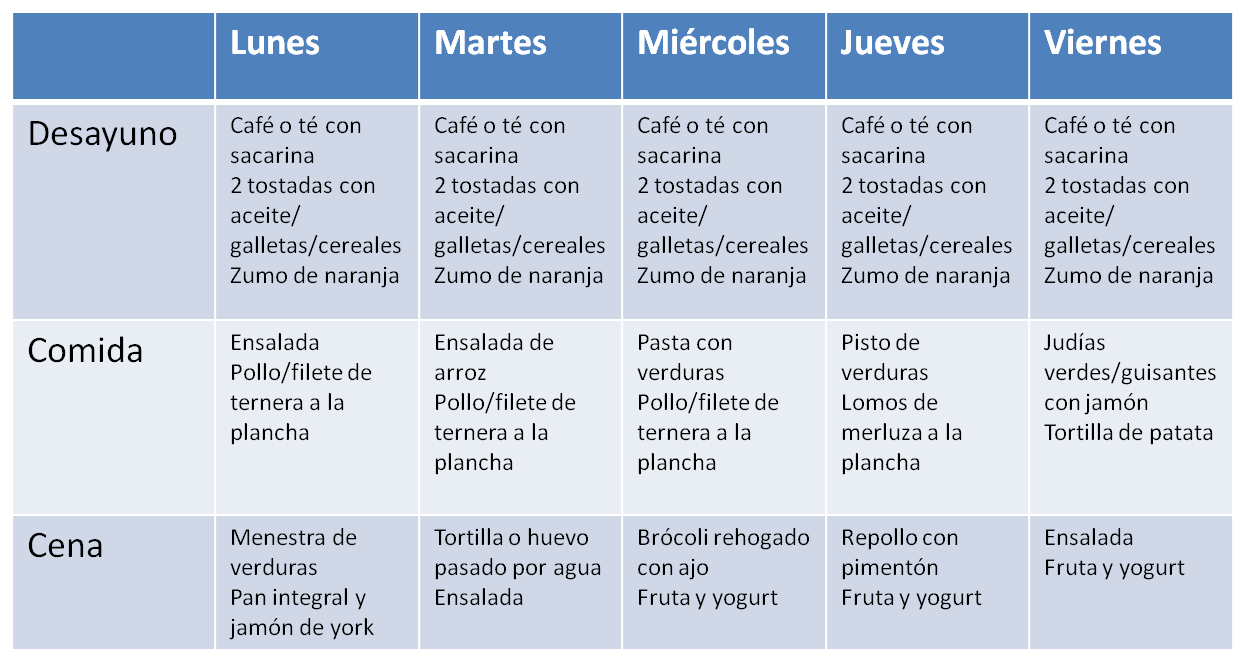 Lunes
Martes
Miércoles
Jueves
Viernes
Desayuno
Café o té con
sacarina
2 tostadas con
aceite/
galletas/cereales
Zumo de naranja
Café o té con
sacarina
2 tostadas con
aceite/
galletas/cereales
Zumo de naranja
Café o té con
sacarina
2 tostadas con
aceite/
galletas/cereales
Zumo de naranja
Café o té con
sacarina
2 tostadas con
aceite/
galletas/cereales
Zumo de naranja
Café o té con
sacarina
2 tostadas con
aceite/
galletas/cereales
Zumo de naranja
Comida
Ensalada
Pollo/filete de
ternera a la
plancha
Ensalada de
arroz
Pollo/filete de
ternera a la
plancha
Pasta con
verduras
Pollo/filete de
ternera a la
plancha
Pisto de
verduras
Lomos de
merluza a la
plancha
Judías
verdes/guisantes
con jamón
Tortilla de patata
Cena
Menestra de
verduras
Pan integral y
jamón de york
Tortilla o huevo
pasado por agua
Ensalada
Brócoli rehogado
con ajo
Fruta y yogurt
Repollo con
pimentón
Fruta y yogurt
Ensalada
Fruta y yogurt